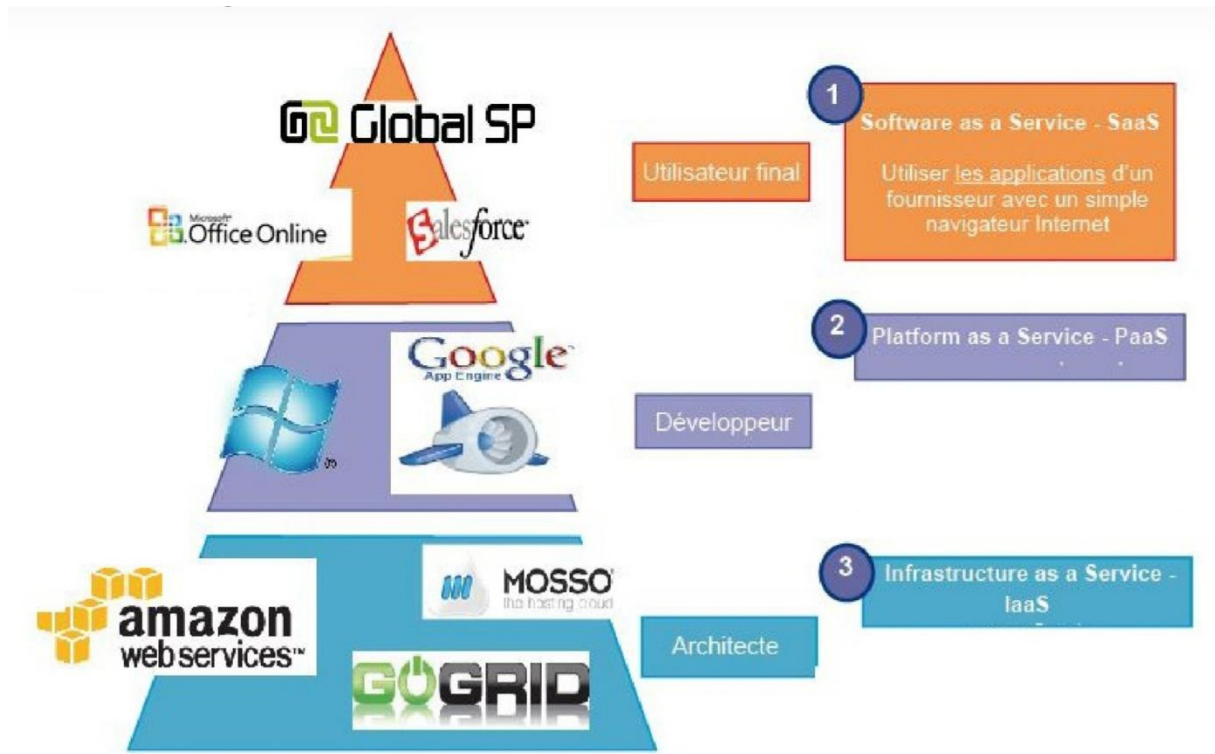 Global SP
Microsoft
Office Online
Salesforce
Utilisateur final
1
Software as a Service - SaaS
Utiliser les applications d'un
fournisseur avec un simple
navigateur Internet
Google
App Engine
®
Développeur
2
Platform as a Service - PaaS
amazon
webservices™
MOSSO
the hosting cloud
GOGRID
Architecte
3
Infrastructure as a Service -
IaaS